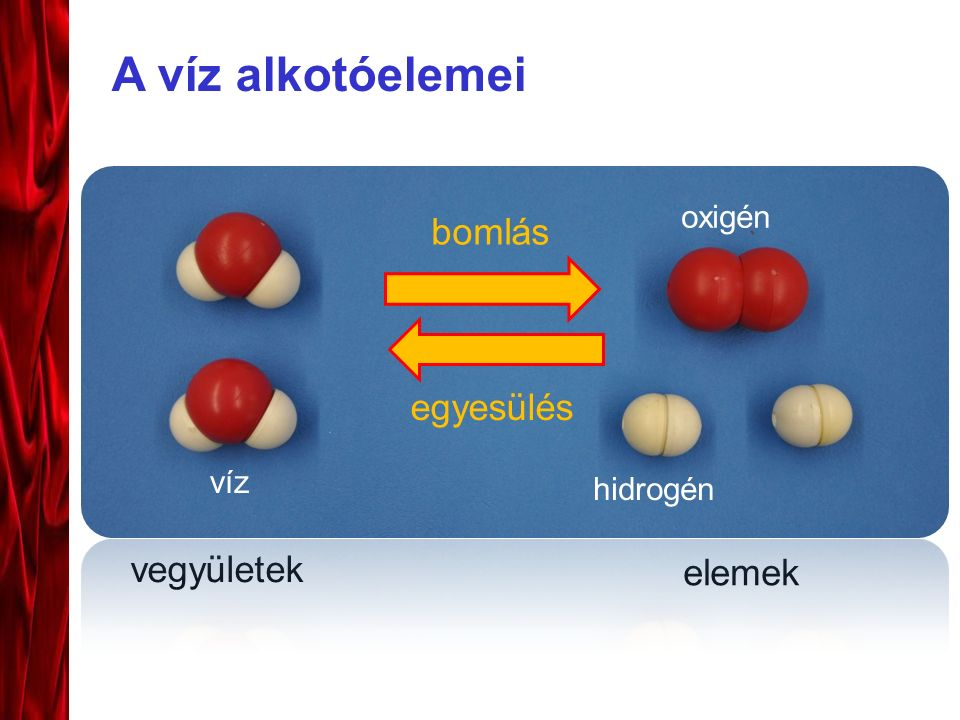 A víz alkotóelemei
bomlás
oxigén
egyesülés
víz
hidrogén
vegyületek
elemek